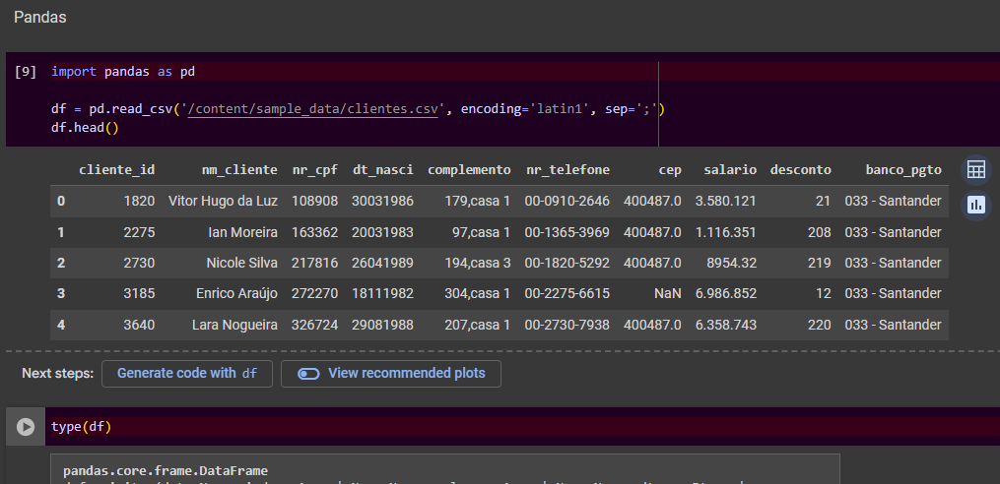 Pandas
[9] import pandas as pd
df = pd.read_csv('/content/sample_data/clientes.csv', encoding='latin1', sep=';')
df.head()
cliente_id nm_cliente nr_cpf dt_nasci complemento nr_telefone cep salario desconto banco_pgto
0 1820 Vitor Hugo da Luz 108908 30031986 179,casa 1 00-0910-2646 400487.0 3.580.121 21 033 - Santander
1 2275 Ian Moreira 163362 20031983 97,casa 1 00-1365-3969 400487.0 1.116.351 208 033 - Santander
2 2730 Nicole Silva 217816 26041989 194,casa 3 00-1820-5292 400487.0 8954.32 219 033 - Santander
3 3185 Enrico Araújo 272270 18111982 304,casa 1 00-2275-6615 NaN 6.986.852 12 033 - Santander
4 3640 Lara Nogueira 326724 29081988 207,casa 1 00-2730-7938 400487.0 6.358.743 220 033 - Santander
Next steps: Generate code with df View recommended plots
type(df)
pandas.core.frame.DataFrame